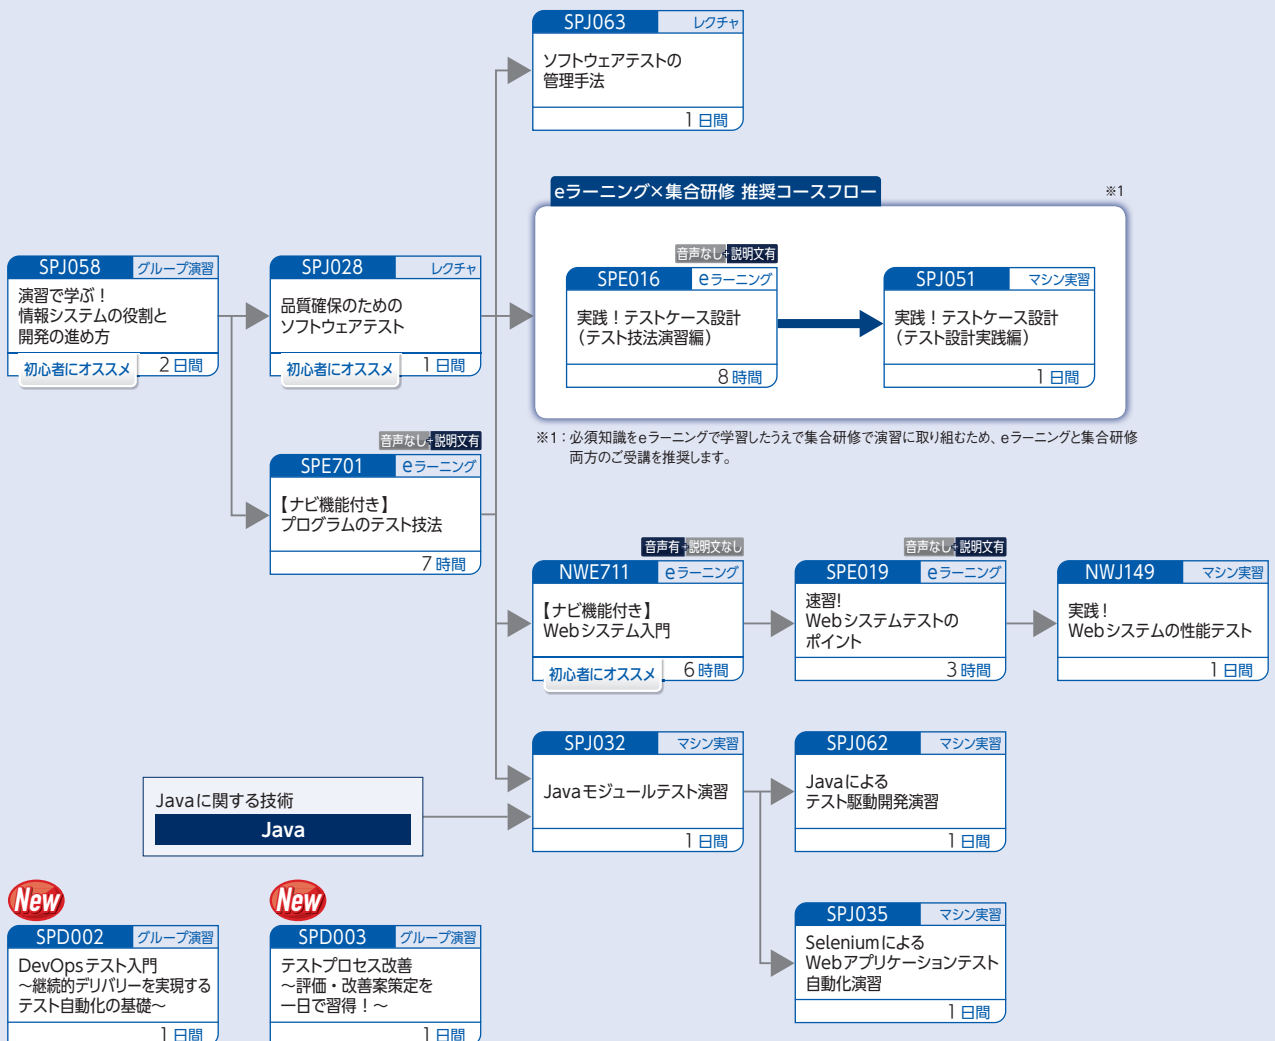 SPJ063 レクチャ
ソフトウェアテストの
管理手法
1日間
eラーニング×集合研修 推奨コースフロー
※1
音声なし+説明文有
SPE016 eラーニング
実践！テストケース設計
（テスト技法演習編）
8時間
SPJ051 マシン実習
実践！テストケース設計
（テスト設計実践編）
1日間
※1：必須知識をeラーニングで学習したうえで集合研修で演習に取り組むため、eラーニングと集合研修
両方のご受講を推奨します。
SPJ058 グループ演習
演習で学ぶ！
情報システムの役割と
開発の進め方
初心者にオススメ 2日間
SPJ028 レクチャ
品質確保のための
ソフトウェアテスト
初心者にオススメ 1日間
音声なし+説明文有
SPE701 eラーニング
【ナビ機能付き】
プログラムのテスト技法
7時間
音声有+説明文なし
NWE711 eラーニング
【ナビ機能付き】
Webシステム入門
初心者にオススメ 6時間
音声なし+説明文有
SPE019 eラーニング
速習!
Webシステムテストの
ポイント
3時間
NWJ149 マシン実習
実践！
Webシステムの性能テスト
1日間
SPJ032 マシン実習
Javaモジュールテスト演習
1日間
SPJ062 マシン実習
Javaによる
テスト駆動開発演習
1日間
Javaに関する技術
Java
SPJ035 マシン実習
Seleniumによる
Webアプリケーションテスト
自動化演習
1日間
New
SPD002 グループ演習
DevOpsテスト入門
～継続的デリバリーを実現する
テスト自動化の基礎～
1日間
New
SPD003 グループ演習
テストプロセス改善
～評価・改善案策定を
一日で習得！～
1日間